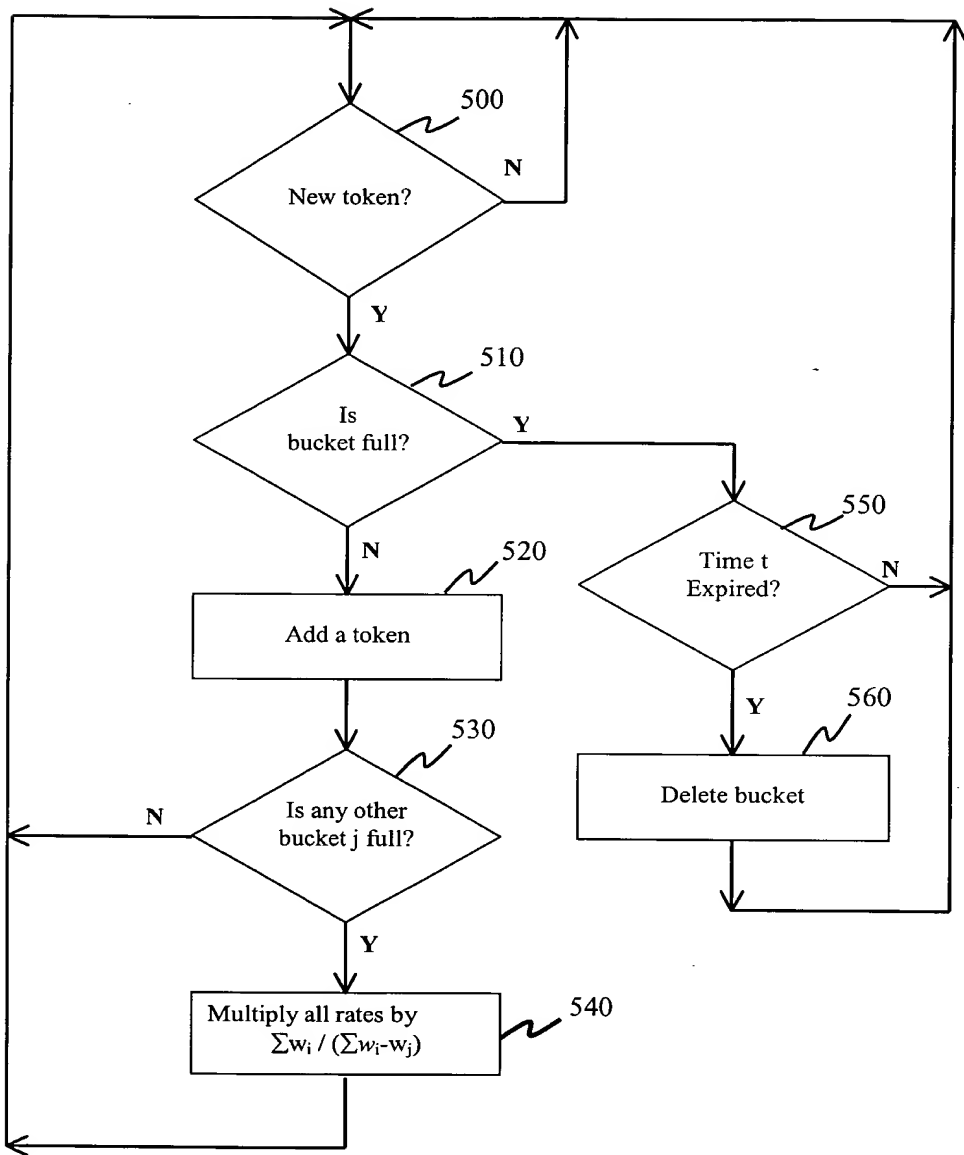 500
New token?
N
Y
510
Is
bucket full?
Y
N
550
Time t
Expired?
N
Y
520
Add a token
560
Delete bucket
530
Is any other
bucket j full?
N
Y
540
Multiply all rates by
∑wᵢ / (∑wᵢ-wⱼ)